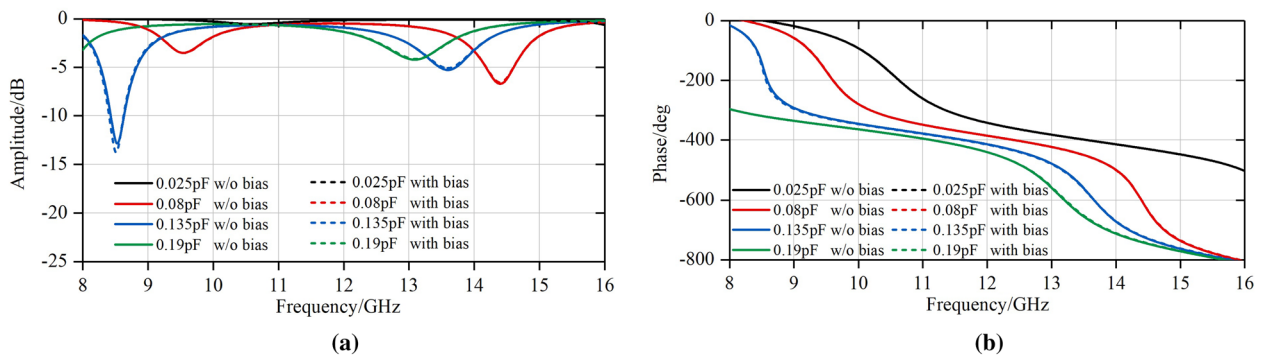 0
-5
-10
-15
-20
-25
Amplitude/dB
0.025pF w/o bias
0.08pF w/o bias
0.135pF w/o bias
0.19pF w/o bias
0.025pF with bias
0.08pF with bias
0.135pF with bias
0.19pF with bias
8 9 10 11 12 13 14 15 16
Frequency/GHz
(a)
0
-200
-400
-600
-800
Phase/deg
0.025pF w/o bias
0.08pF w/o bias
0.135pF w/o bias
0.19pF w/o bias
0.025pF with bias
0.08pF with bias
0.135pF with bias
0.19pF with bias
8 9 10 11 12 13 14 15 16
Frequency/GHz
(b)